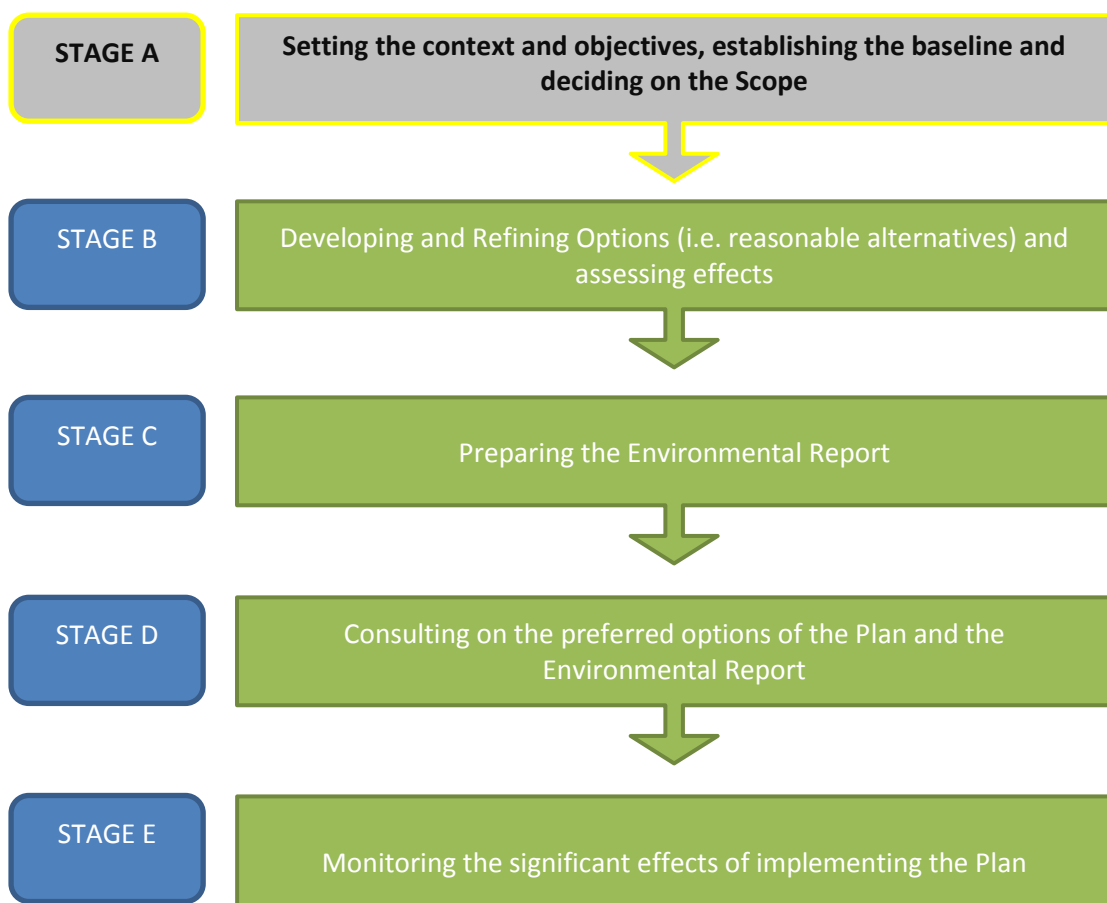 STAGE A
Setting the context and objectives, establishing the baseline and
deciding on the Scope
STAGE B
Developing and Refining Options (i.e. reasonable alternatives) and
assessing effects
STAGE C
Preparing the Environmental Report
STAGE D
Consulting on the preferred options of the Plan and the
Environmental Report
STAGE E
Monitoring the significant effects of implementing the Plan